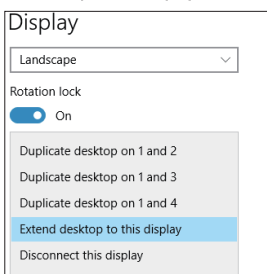 Display
Landscape
Rotation lock
On
Duplicate desktop on 1 and 2
Duplicate desktop on 1 and 3
Duplicate desktop on 1 and 4
Extend desktop to this display
Disconnect this display